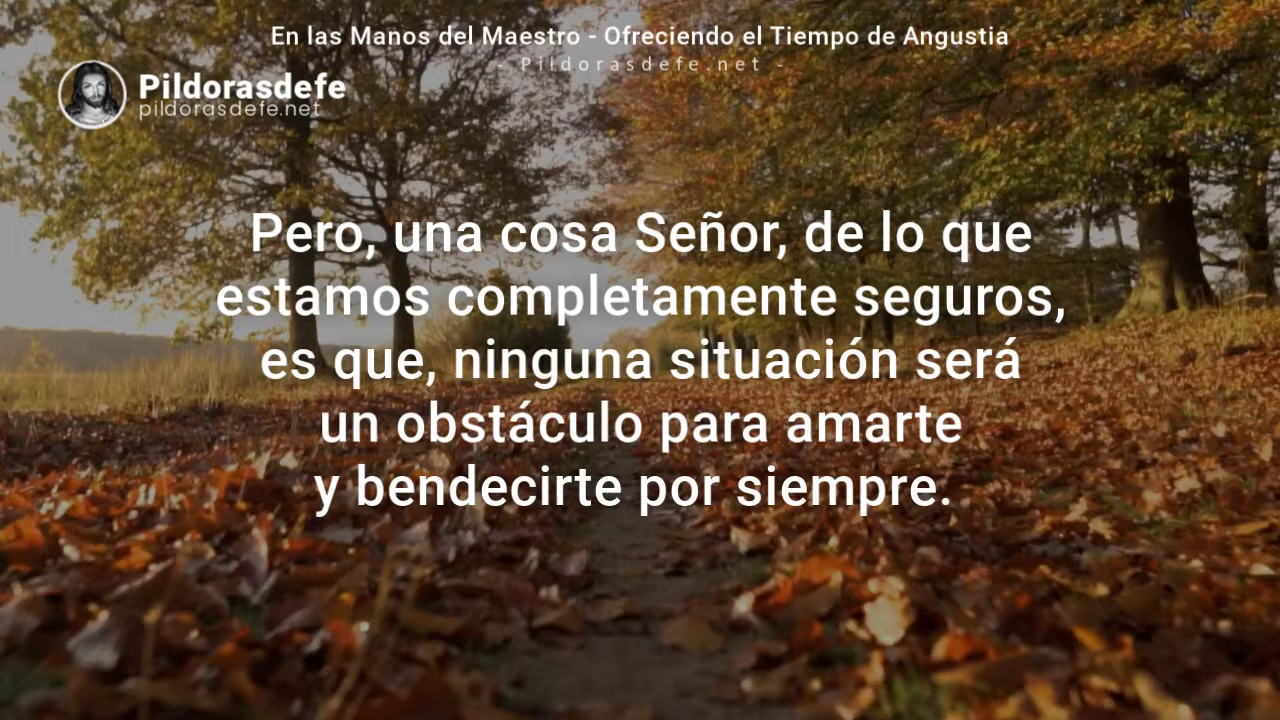 En las Manos del Maestro - Ofreciendo el Tiempo de Angustia
- Pildorasdefe.net -
Pildorasdefe
pildorasdefe.net
Pero, una cosa Señor, de lo que
estamos completamente seguros,
es que, ninguna situación será
un obstáculo para amarte
y bendecirte por siempre.